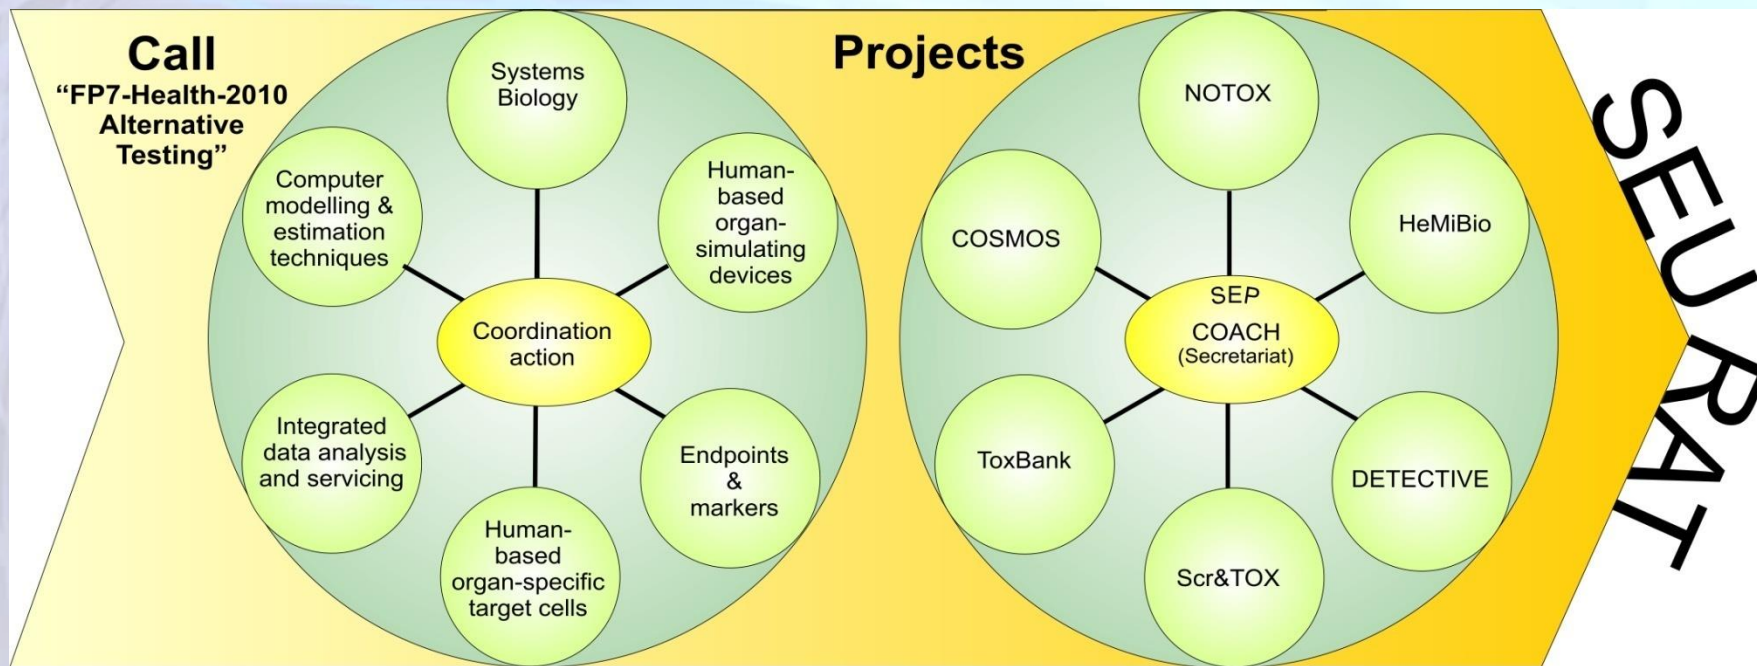 Call
“FP7-Health-2010
Alternative
Testing”
Systems
Biology
Human-
based
organ-
simulating
devices
Endpoints
&
markers
Human-
based
organ-specific
target cells
Integrated
data analysis
and servicing
Computer
modelling &
estimation
techniques
Coordination
action
Projects
NOTOX
HeMiBio
DETECTIVE
Scr&TOX
ToxBank
COSMOS
SEP
COACH
(Secretariat)
SEURAT